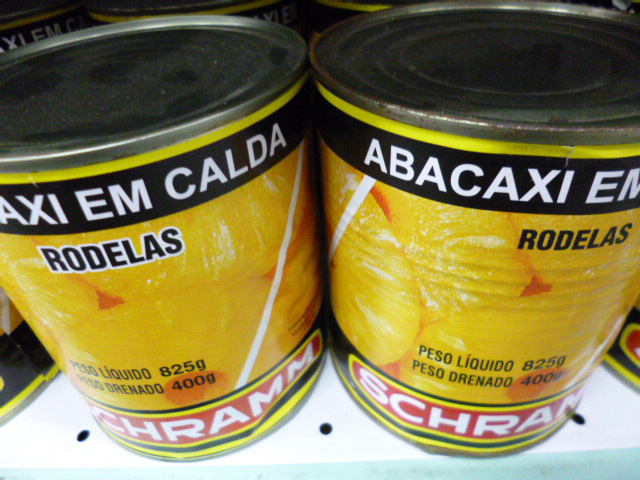 AXI EM CALDA
RODELAS
PESO LÍQUIDO 825g
PESO DRENADO 400g
SCHRAMM
ABACAXI EM
RODELAS
PESO LÍQUIDO 825g
PESO DRENADO 400g
SCHRAMM